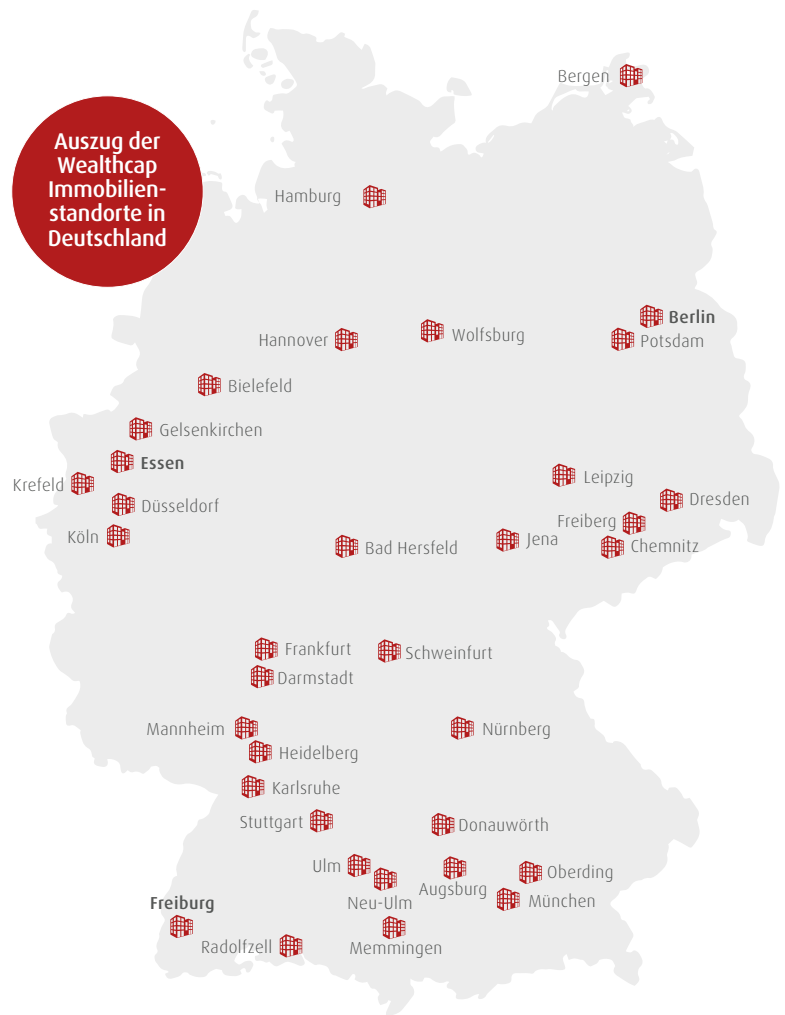 Bergen
Auszug der
Wealthcap
Immobilien-
standorte in
Deutschland
Hamburg
Berlin
Hannover
Wolfsburg
Potsdam
Bielefeld
Gelsenkirchen
Essen
Krefeld
Leipzig
Düsseldorf
Dresden
Freiberg
Köln
Bad Hersfeld
Jena
Chemnitz
Frankfurt
Schweinfurt
Darmstadt
Mannheim
Nürnberg
Heidelberg
Karlsruhe
Stuttgart
Donauwörth
Ulm
Oberding
Augsburg
Neu-Ulm
München
Freiburg
Radolfzell
Memmingen